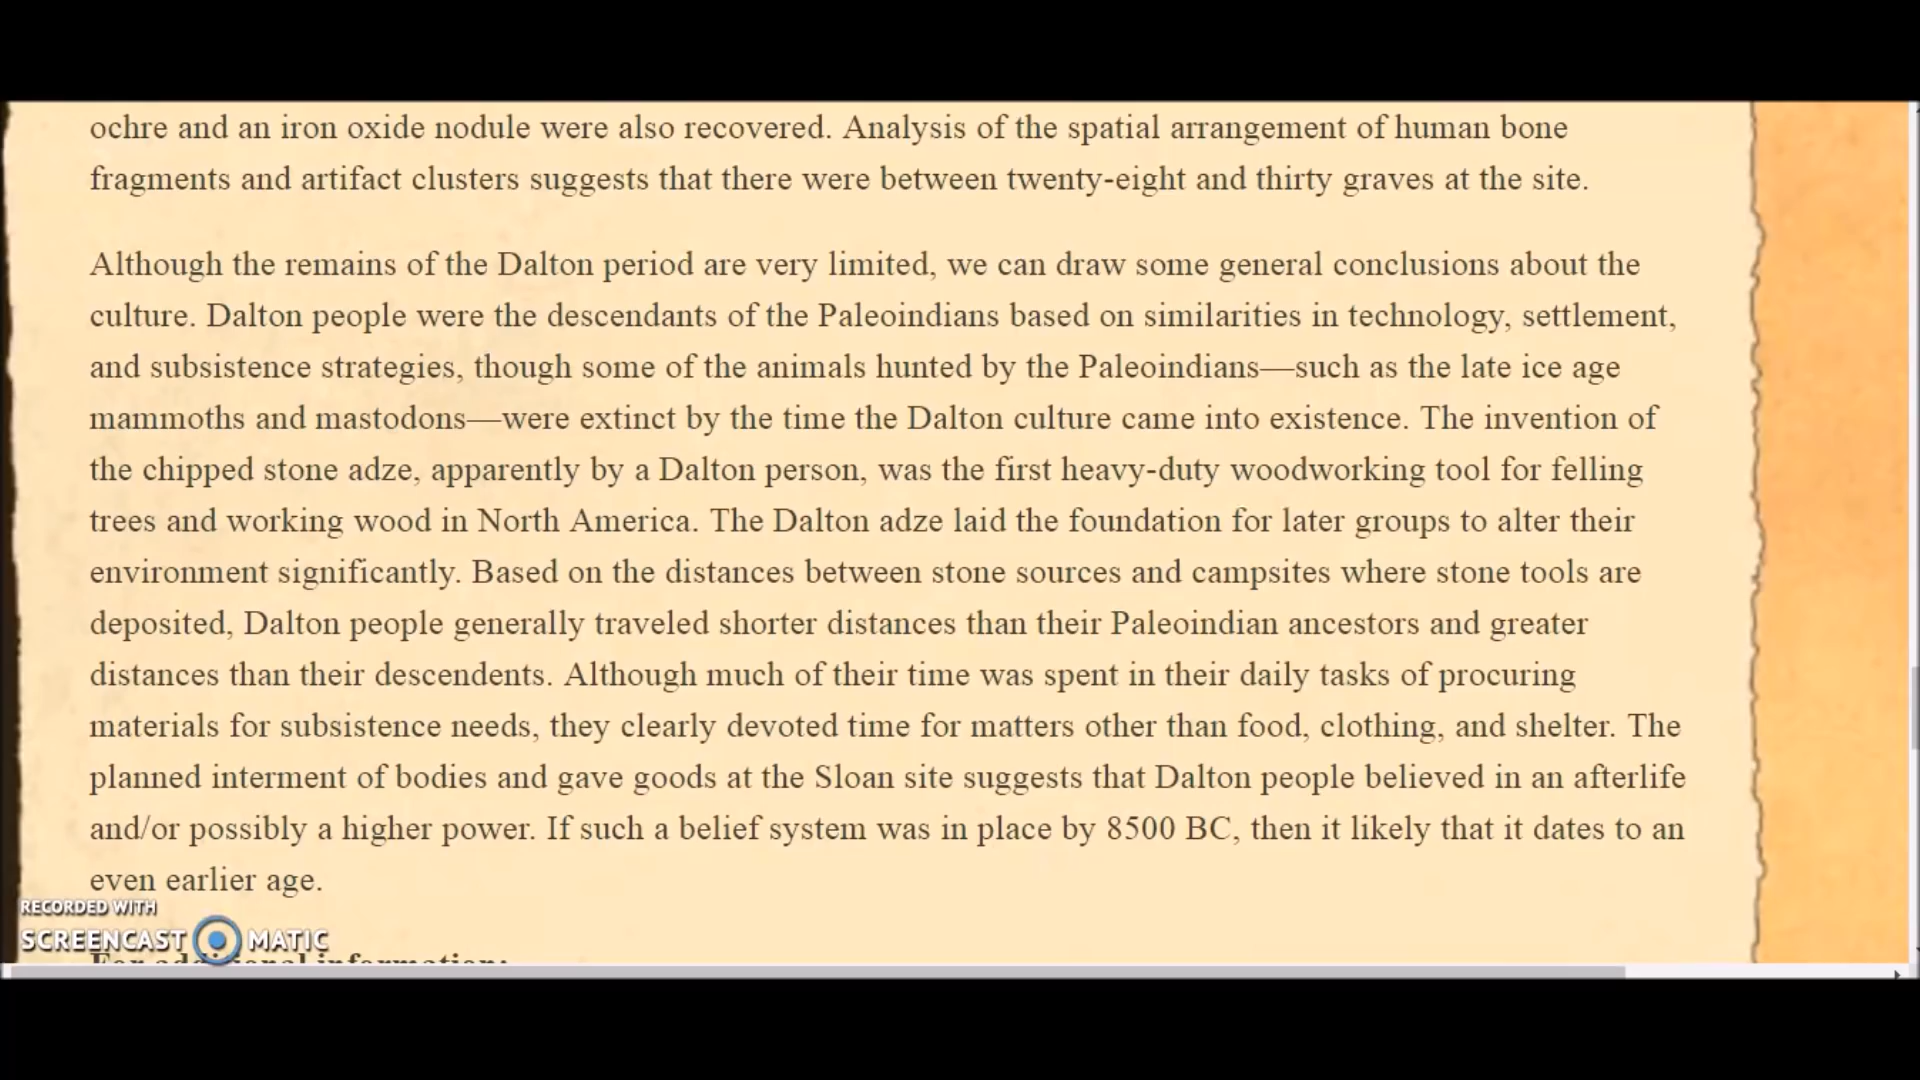 ochre and an iron oxide nodule were also recovered. Analysis of the spatial arrangement of human bone
fragments and artifact clusters suggests that there were between twenty-eight and thirty graves at the site.
Although the remains of the Dalton period are very limited, we can draw some general conclusions about the
culture. Dalton people were the descendants of the Paleoindians based on similarities in technology, settlement,
and subsistence strategies, though some of the animals hunted by the Paleoindians—such as the late ice age
mammoths and mastodons—were extinct by the time the Dalton culture came into existence. The invention of
the chipped stone adze, apparently by a Dalton person, was the first heavy-duty woodworking tool for felling
trees and working wood in North America. The Dalton adze laid the foundation for later groups to alter their
environment significantly. Based on the distances between stone sources and campsites where stone tools are
deposited, Dalton people generally traveled shorter distances than their Paleoindian ancestors and greater
distances than their descendents. Although much of their time was spent in their daily tasks of procuring
materials for subsistence needs, they clearly devoted time for matters other than food, clothing, and shelter. The
planned interment of bodies and gave goods at the Sloan site suggests that Dalton people believed in an afterlife
and/or possibly a higher power. If such a belief system was in place by 8500 BC, then it likely that it dates to an
even earlier age.
RECORDED WITH
SCREENCAST MATIC
For additional information: